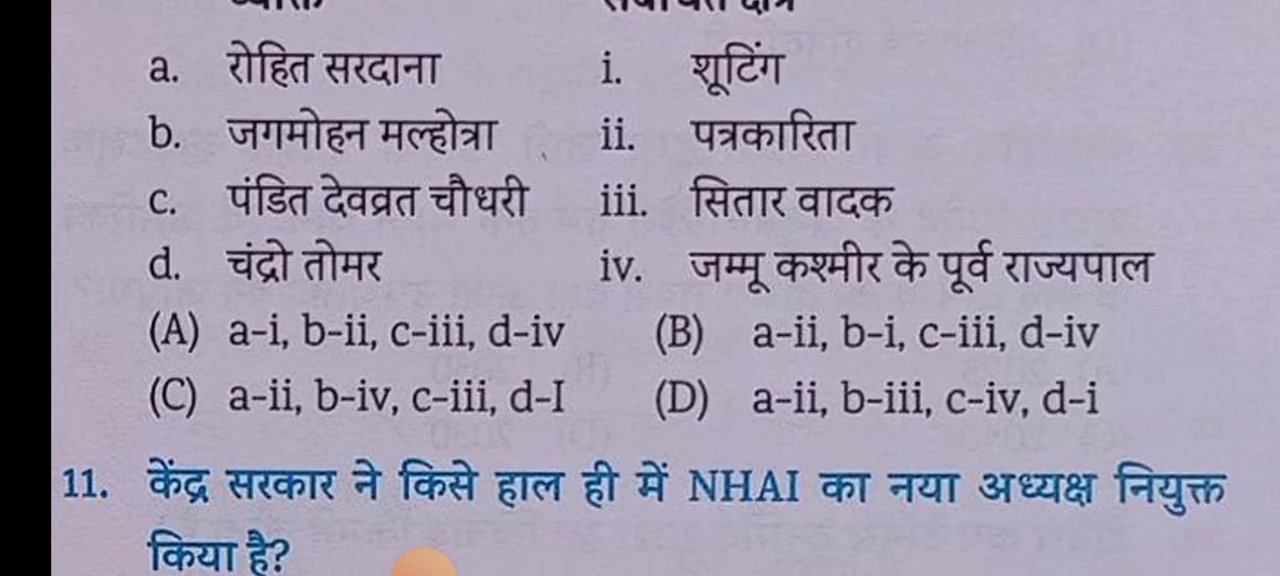 a. रोहित सरदाना i. शूटिंग
b. जगमोहन मल्होत्रा ii. पत्रकारिता
c. पंडित देवव्रत चौधरी iii. सितार वादक
d. चंद्रो तोमर iv. जम्मू कश्मीर के पूर्व राज्यपाल
(A) a-i, b-ii, c-iii, d-iv (B) a-ii, b-i, c-iii, d-iv
(C) a-ii, b-iv, c-iii, d-I (D) a-ii, b-iii, c-iv, d-i
11. केंद्र सरकार ने किसे हाल ही में NHAI का नया अध्यक्ष नियुक्त
किया है?